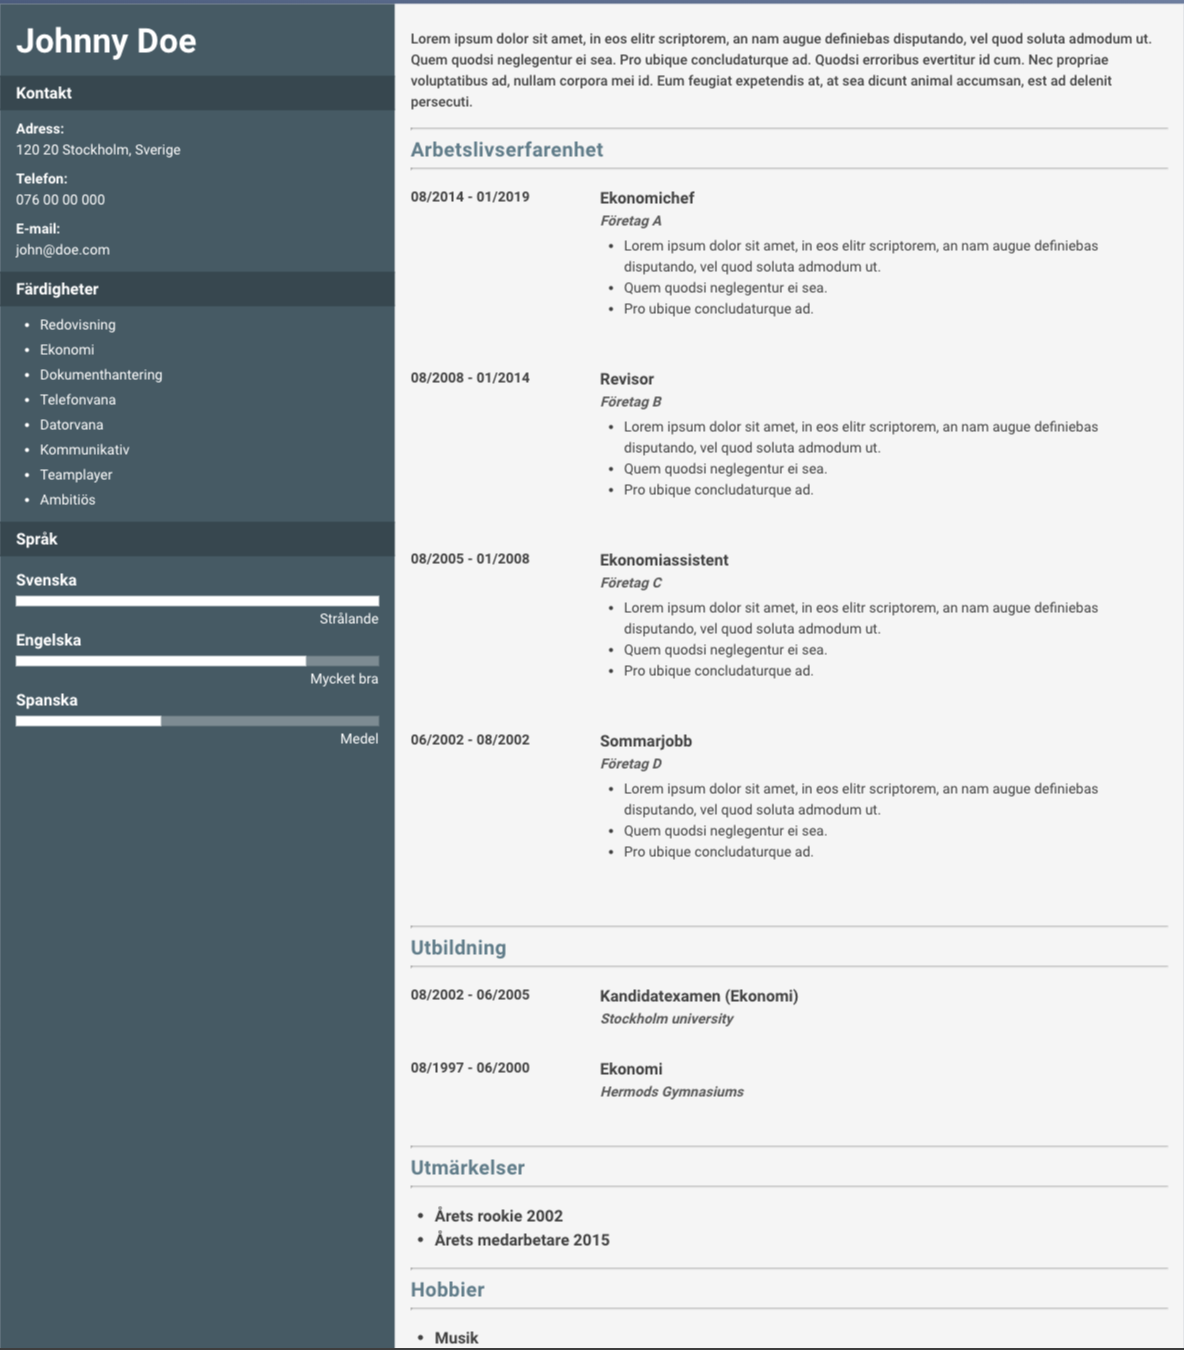 Johnny Doe
Kontakt
Adress:
120 20 Stockholm, Sverige
Telefon:
076 00 00 000
E-mail:
john@doe.com
Färdigheter
• Redovisning
• Ekonomi
• Dokumenthantering
• Telefonvana
• Datorvana
• Kommunikativ
• Teamplayer
• Ambitiös
Språk
Svenska
Strålande
Engelska
Mycket bra
Spanska
Medel
Lorem ipsum dolor sit amet, in eos elitr scriptorem, an nam augue definiebas disputando, vel quod soluta admodum ut.
Quem quodsi neglegentur ei sea. Pro ubique concludaturque ad. Quodsi erroribus evertitur id cum. Nec propriae
voluptatibus ad, nullam corpora mei id. Eum feugiat expetendis at, at sea dicunt animal accumsan, est ad delenit
persecuti.
Arbetslivserfarenhet
08/2014 - 01/2019 Ekonomichef
Företag A
• Lorem ipsum dolor sit amet, in eos elitr scriptorem, an nam augue definiebas
disputando, vel quod soluta admodum ut.
• Quem quodsi neglegentur ei sea.
• Pro ubique concludaturque ad.
08/2008 - 01/2014 Revisor
Företag B
• Lorem ipsum dolor sit amet, in eos elitr scriptorem, an nam augue definiebas
disputando, vel quod soluta admodum ut.
• Quem quodsi neglegentur ei sea.
• Pro ubique concludaturque ad.
08/2005 - 01/2008 Ekonomiassistent
Företag C
• Lorem ipsum dolor sit amet, in eos elitr scriptorem, an nam augue definiebas
disputando, vel quod soluta admodum ut.
• Quem quodsi neglegentur ei sea.
• Pro ubique concludaturque ad.
06/2002 - 08/2002 Sommarjobb
Företag D
• Lorem ipsum dolor sit amet, in eos elitr scriptorem, an nam augue definiebas
disputando, vel quod soluta admodum ut.
• Quem quodsi neglegentur ei sea.
• Pro ubique concludaturque ad.
Utbildning
08/2002 - 06/2005 Kandidatexamen (Ekonomi)
Stockholm university
08/1997 - 06/2000 Ekonomi
Hermods Gymnasiums
Utmärkelser
• Årets rookie 2002
• Årets medarbetare 2015
Hobbier
• Musik